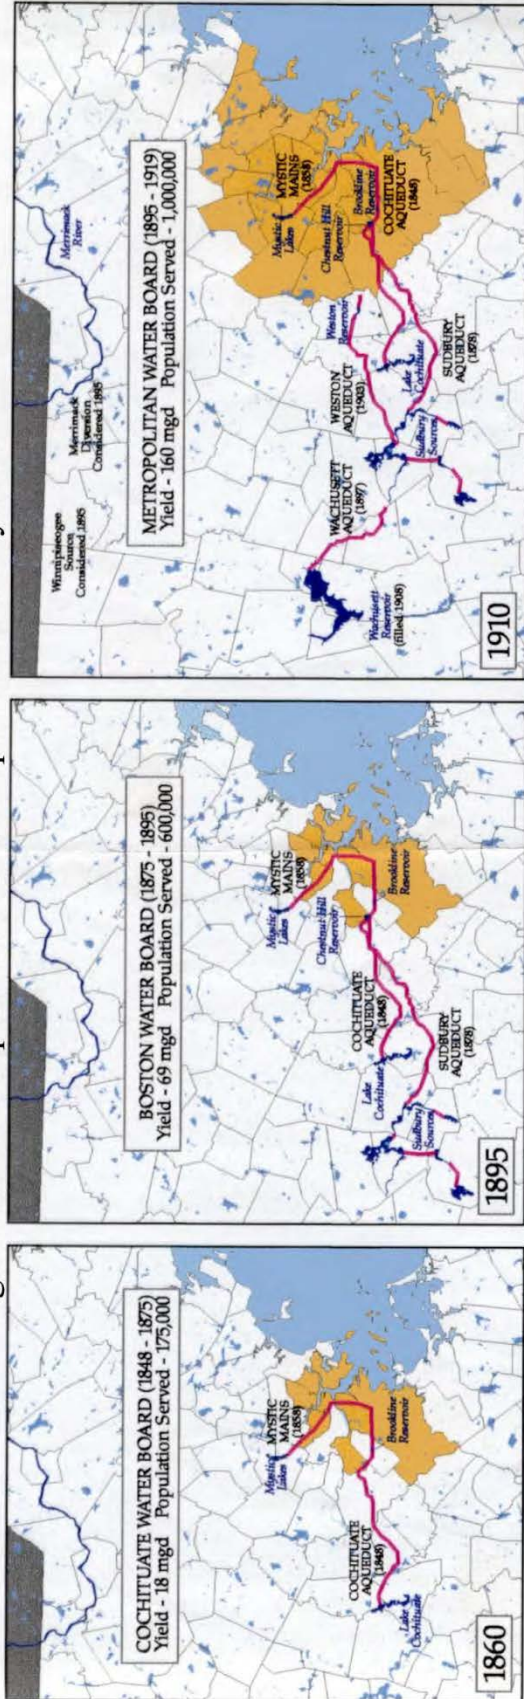 COCHITUATE WATER BOARD (1848 - 1875)
Yield - 18 mgd Population Served - 175,000
Mystic
Lakes
MYSTIC
MAINS
(1858)
COCHITUATE
AQUEDUCT
(1848)
Brookline
Reservoir
Lake
Cochituate
1860
BOSTON WATER BOARD (1875 - 1895)
Yield - 69 mgd Population Served - 600,000
Mystic
Lakes
MYSTIC
MAINS
(1858)
Chestnut Hill
Reservoir
COCHITUATE
AQUEDUCT
(1848)
Brookline
Reservoir
Lake
Cochituate
Sudbury
Sources
SUDBURY
AQUEDUCT
(1878)
1895
Winnipiseogee
Source
Considered 1895
Merrimack
Diversion
Considered 1895
Merrimack
River
METROPOLITAN WATER BOARD (1895 - 1919)
Yield - 160 mgd Population Served - 1,000,000
Mystic
Lakes
MYSTIC
MAINS
(1858)
Chestnut Hill
Reservoir
Brookline
Reservoir
Weston
Reservoir
WACHUSETT
AQUEDUCT
(1897)
WESTON
AQUEDUCT
(1903)
COCHITUATE
AQUEDUCT
(1848)
Wachusett
Reservoir
(filled 1908)
Lake
Cochituate
Sudbury
Sources
SUDBURY
AQUEDUCT
(1878)
1910